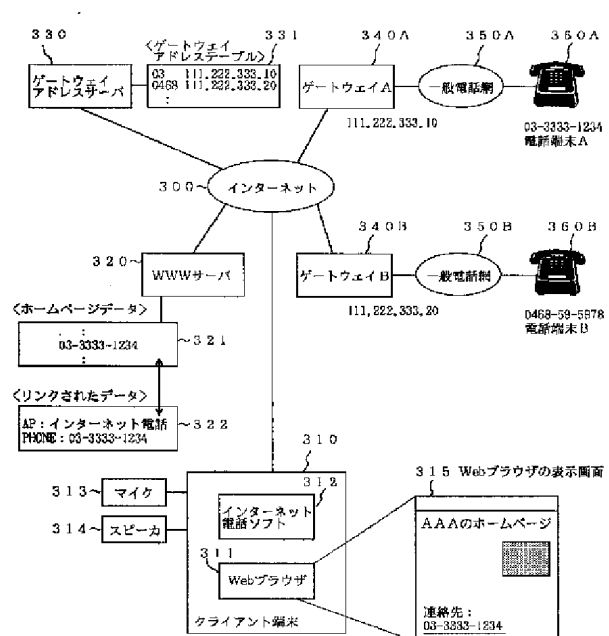 330
ゲートウェイ
アドレスサーバ
<ゲートウェイ
アドレステーブル>
331
03 111.222.333.10
0468 111.222.333.20
:
340A
ゲートウェイA
111.222.333.10
350A
一般電話網
360A
03-3333-1234
電話端末A
300~
インターネット
320~
WWWサーバ
340B
ゲートウェイB
111.222.333.20
350B
一般電話網
360B
0468-59-5978
電話端末B
<ホームページデータ>
:
03-3333-1234
:
~321
<リンクされたデータ>
AP:インターネット電話
PHONE:03-3333-1234
~322
310
313~
マイケ
314~
スピーカ
312
インターネット
電話ソフト
311
Webブラウザ
クライアント端末
315 Webブラウザの表示画面
AAAのホームページ
連絡先:
03-3333-1234